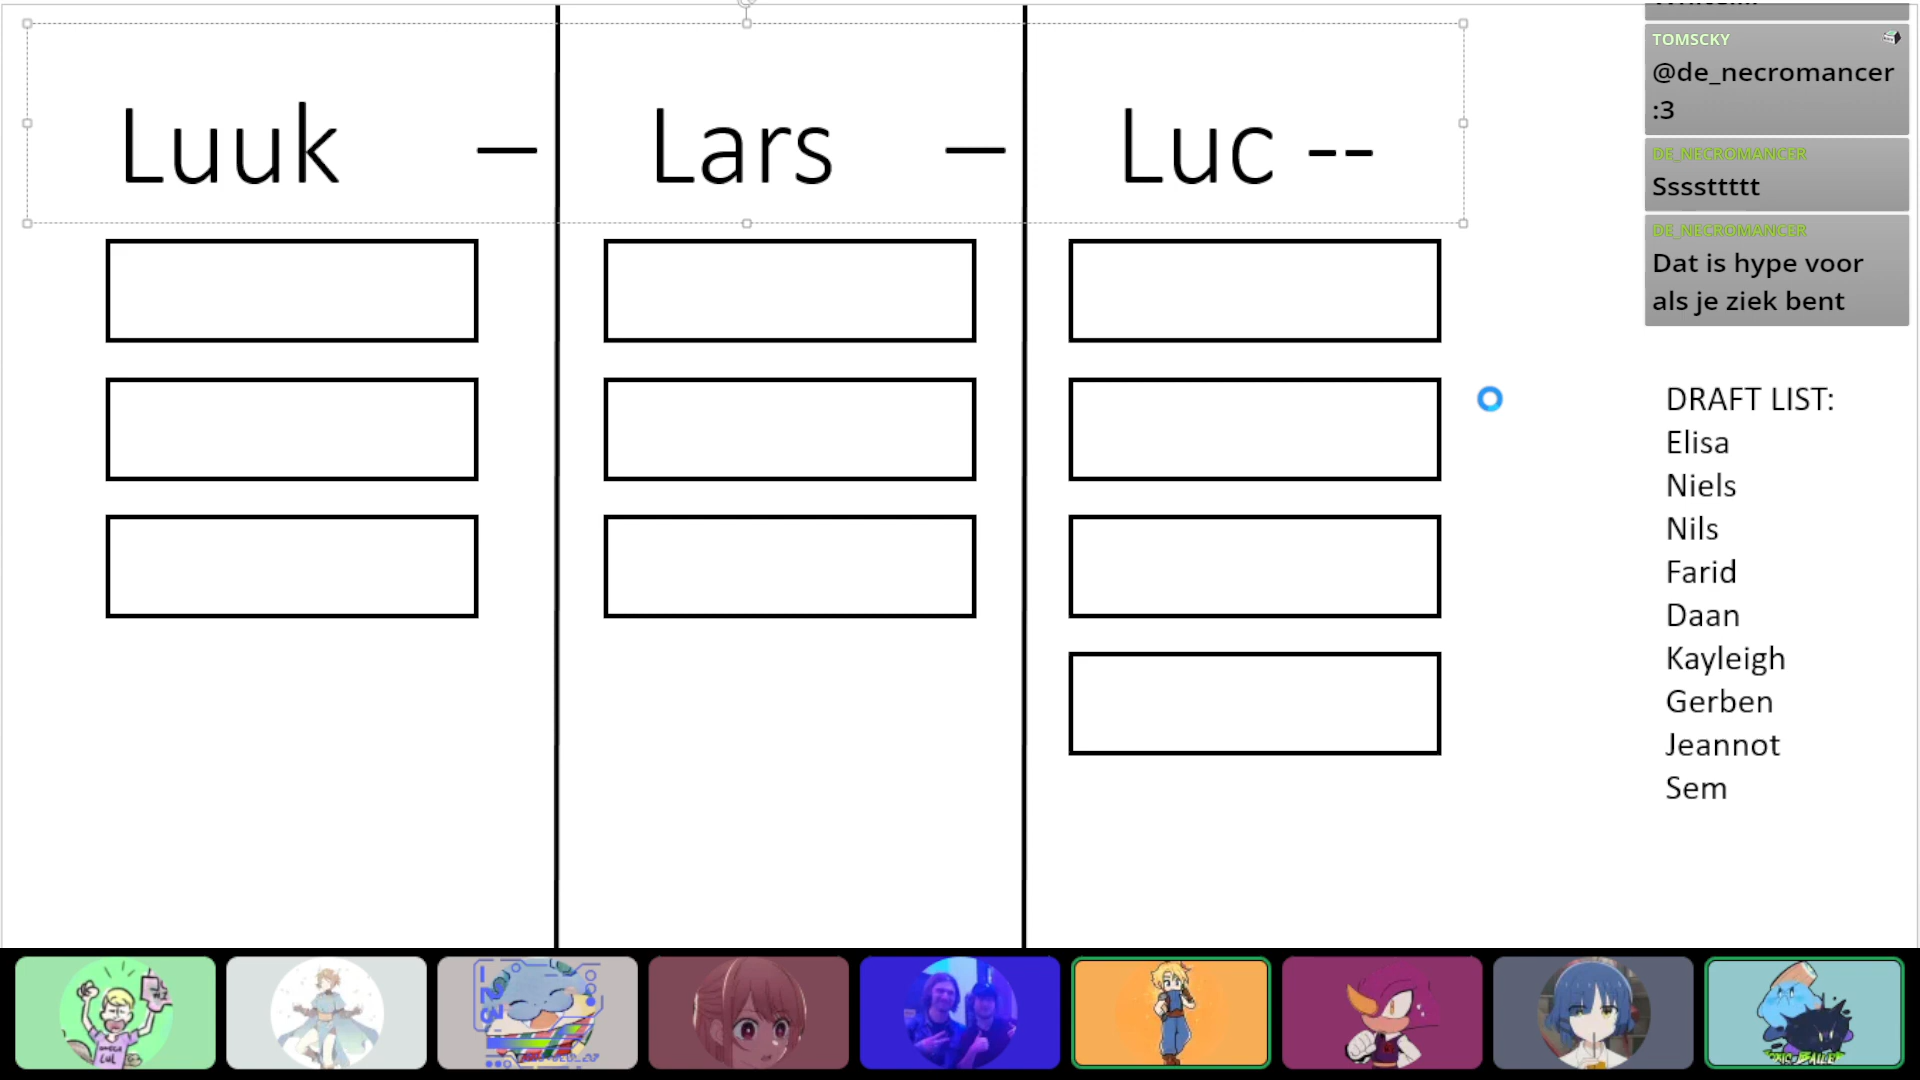 Luuk — Lars — Luc --
TOMSCKY
@de_necromancer
:3
DE_NECROMANCER
Ssssttttt
DE_NECROMANCER
Dat is hype voor
als je ziek bent
DRAFT LIST:
Elisa
Niels
Nils
Farid
Daan
Kayleigh
Gerben
Jeannot
Sem